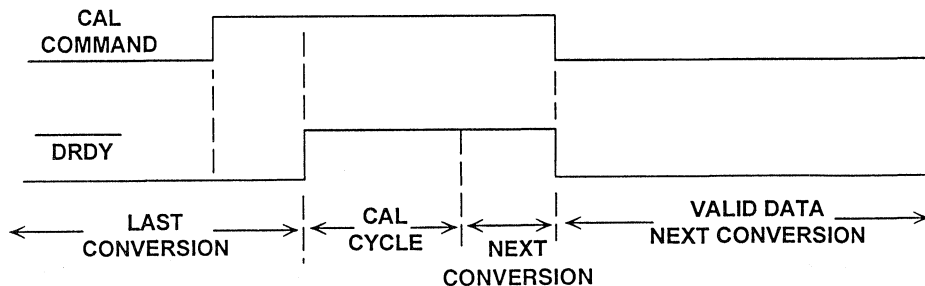 CAL
COMMAND
DRDY
LAST
CONVERSION
CAL
CYCLE
NEXT
CONVERSION
VALID DATA
NEXT CONVERSION